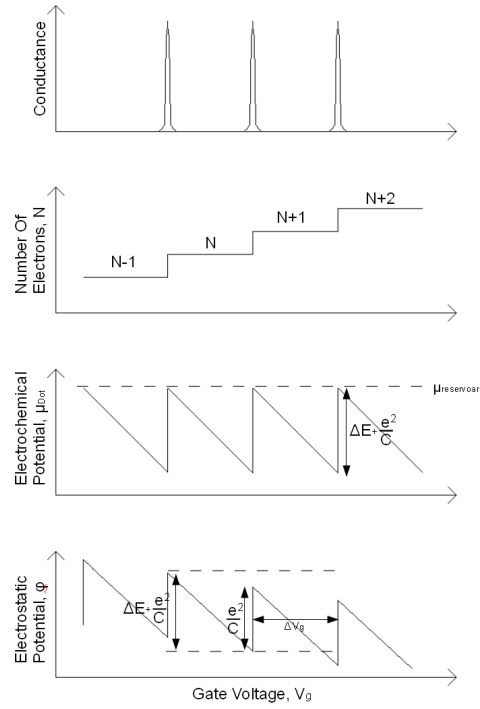 Conductance
Number Of
Electrons, N
N-1
N
N+1
N+2
Electrochemical
Potential, μDot
μreservoar
ΔE+e²/C
Electrostatic
Potential, φ
?
ΔE+e²/C
e²/C
ΔVg
Gate Voltage, Vg